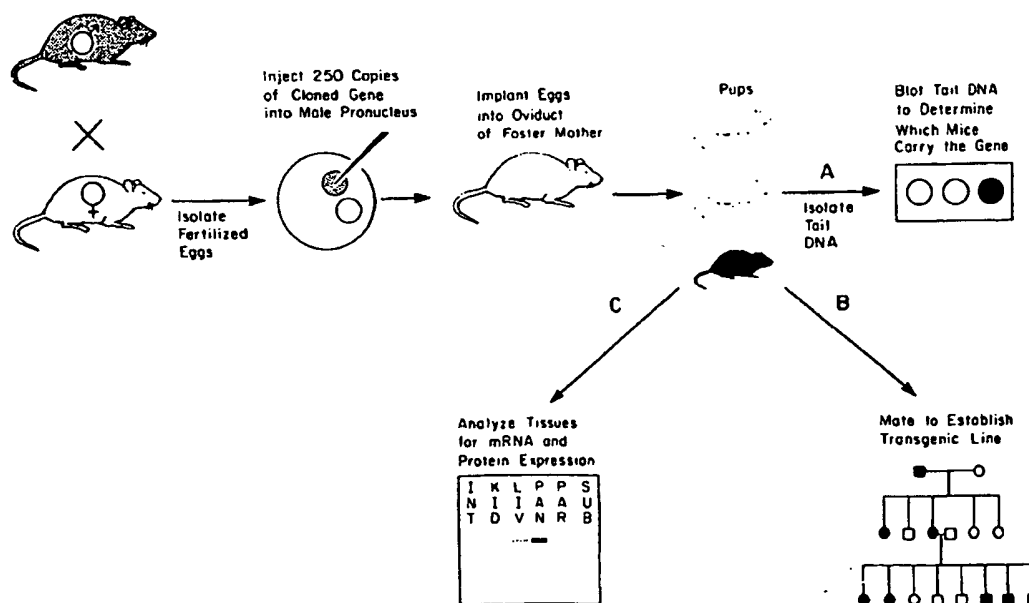 Inject 250 Copies
of Cloned Gene
into Male Pronucleus
Implant Eggs
into Oviduct
of Foster Mother
Pups
Blot Tail DNA
to Determine
Which Mice
Carry the Gene
Isolate
Fertilized
Eggs
A
Isolate
Tail
DNA
C
B
Analyze Tissues
for mRNA and
Protein Expression
I K L P P S
N I I A A U
T D V N R B
Mate to Establish
Transgenic Line